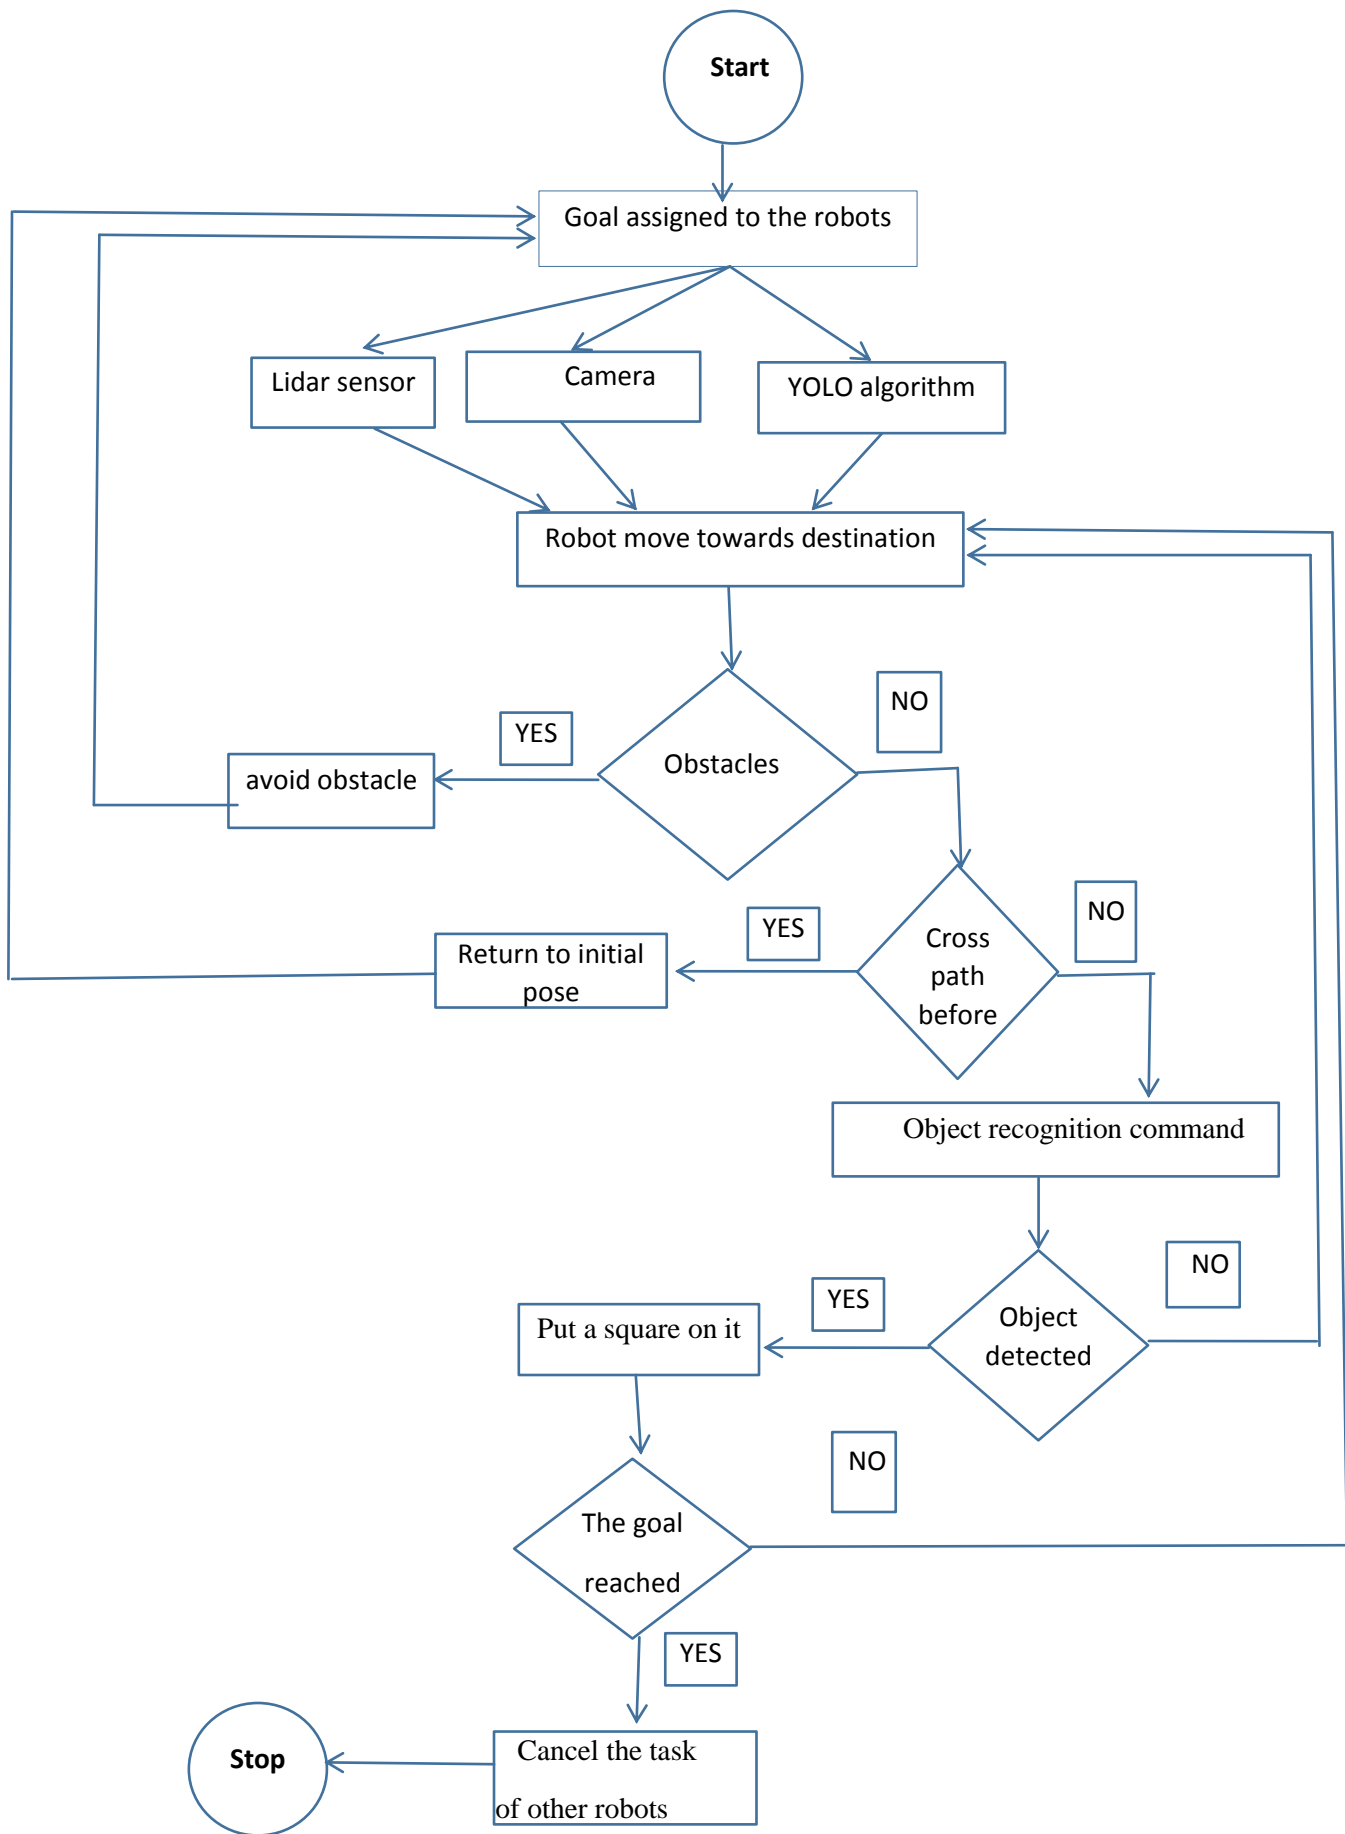 Start
Goal assigned to the robots
Lidar sensor
Camera
YOLO algorithm
Robot move towards destination
NO
YES
Obstacles
avoid obstacle
NO
YES
Cross
path
before
Return to initial
pose
Object recognition command
NO
YES
Object
detected
Put a square on it
NO
The goal
reached
YES
Cancel the task
of other robots
Stop